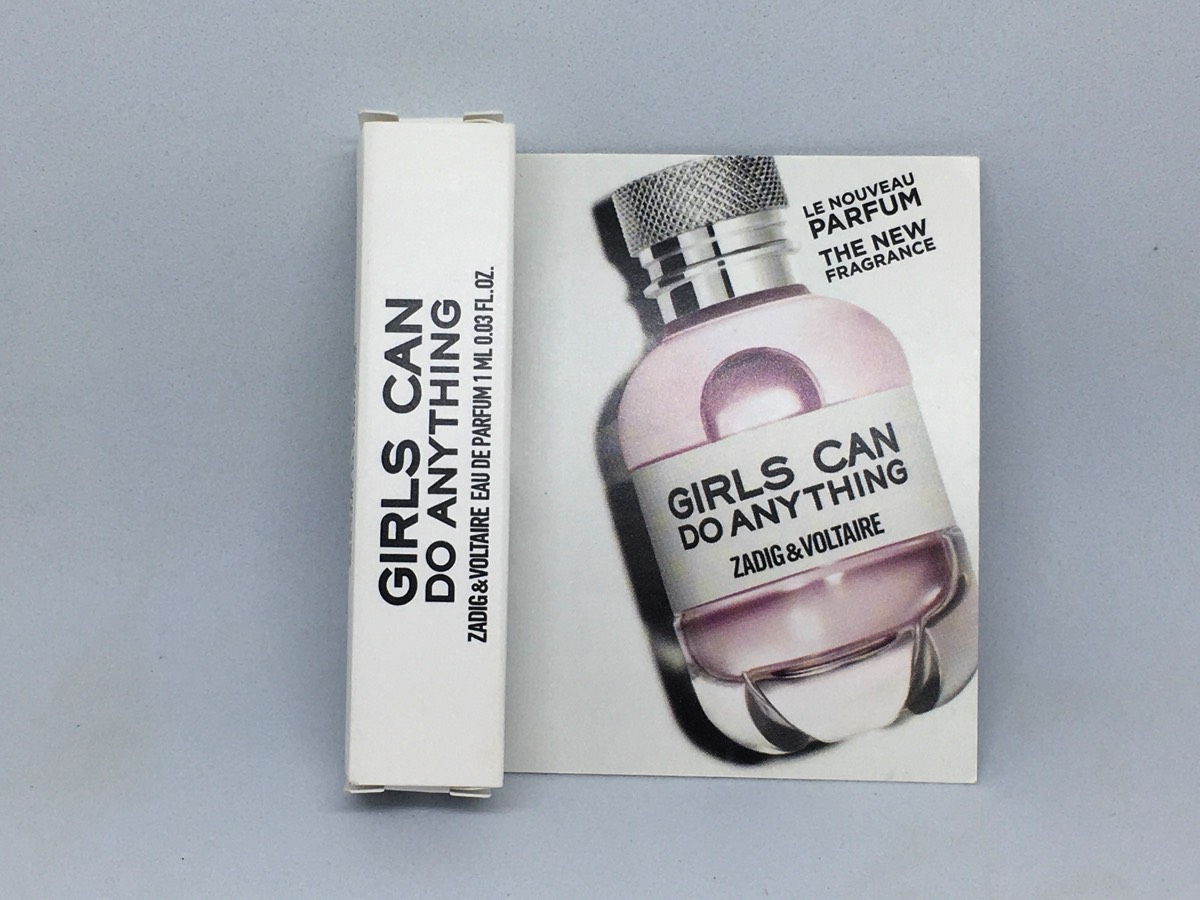 GIRLS CAN
DO ANYTHING
ZADIG&VOLTAIRE EAU DE PARFUM 1 ML 0.03 FL.OZ.
LE NOUVEAU
PARFUM
THE NEW
FRAGRANCE
GIRLS CAN
DO ANYTHING
ZADIG&VOLTAIRE